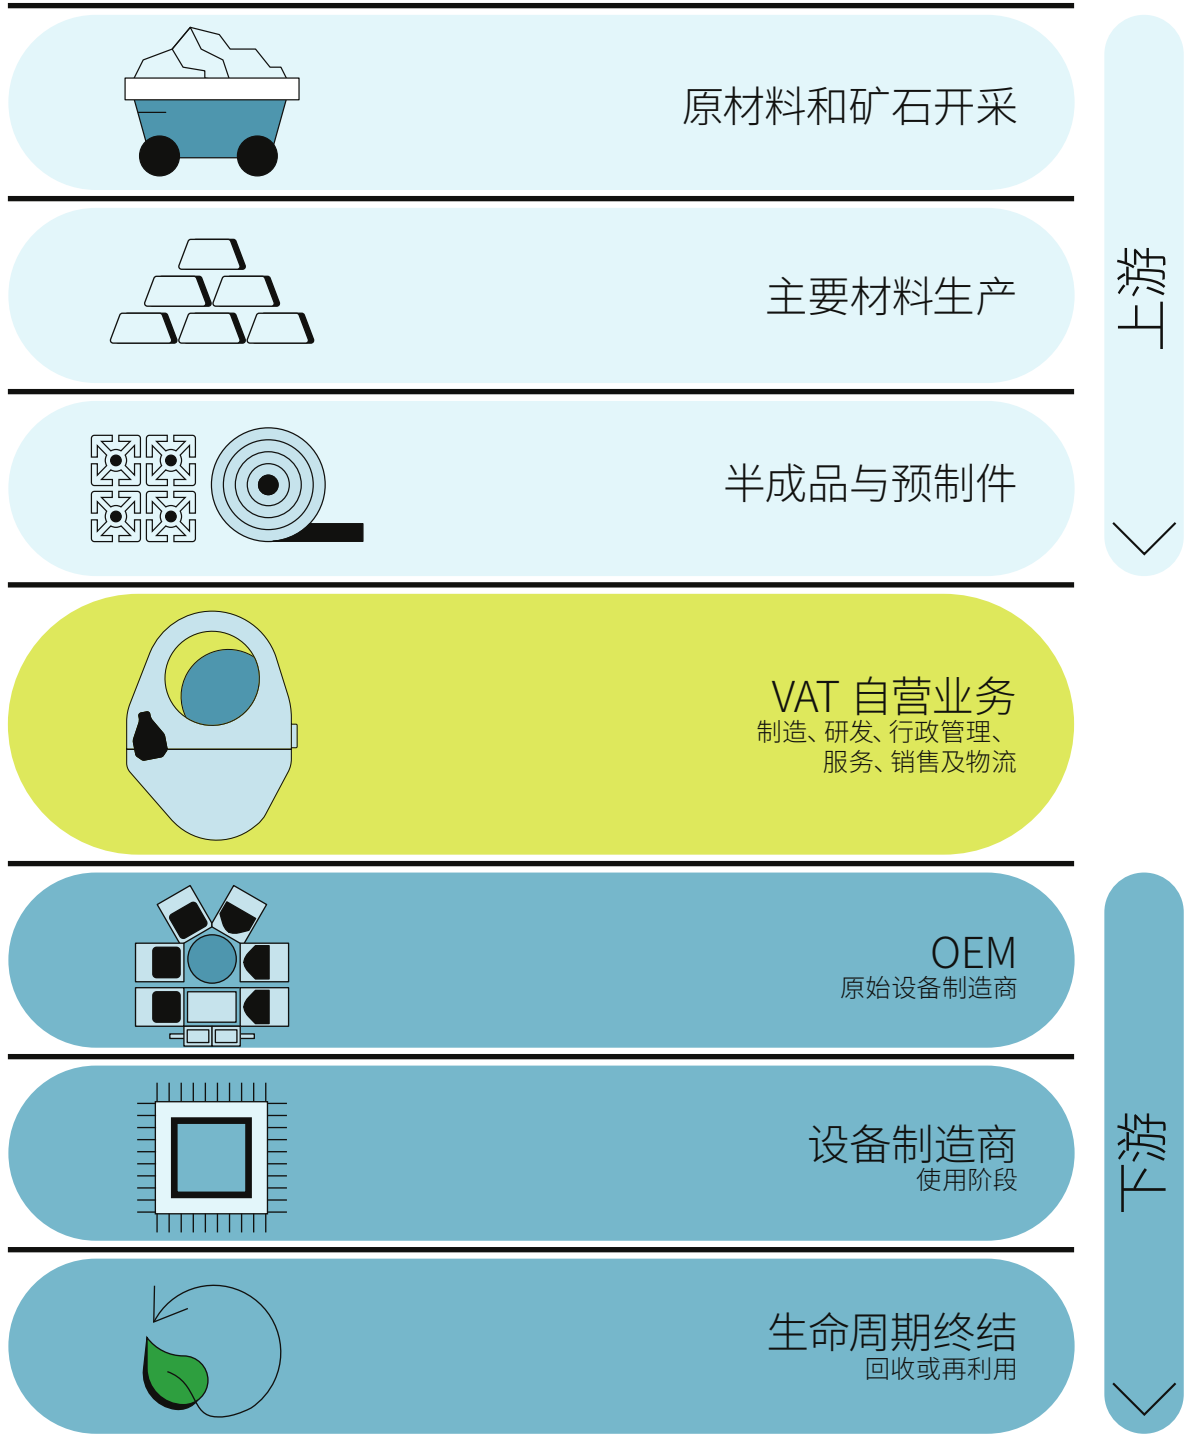 原材料和矿石开采
主要材料生产
上游
半成品与预制件
VAT 自营业务
制造、研发、行政管理、
服务、销售及物流
OEM
原始设备制造商
设备制造商
使用阶段
下游
生命周期终结
回收或再利用